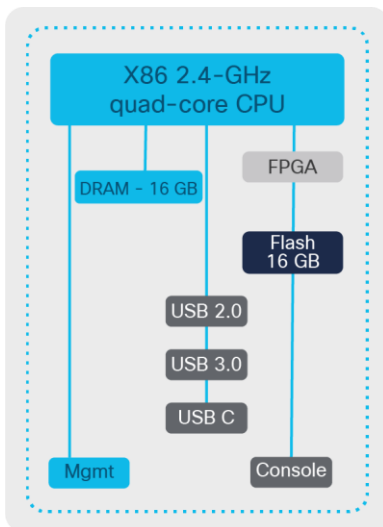 X86 2.4-GHz
quad-core CPU
FPGA
DRAM - 16 GB
Flash
16 GB
USB 2.0
USB 3.0
USB C
Mgmt
Console